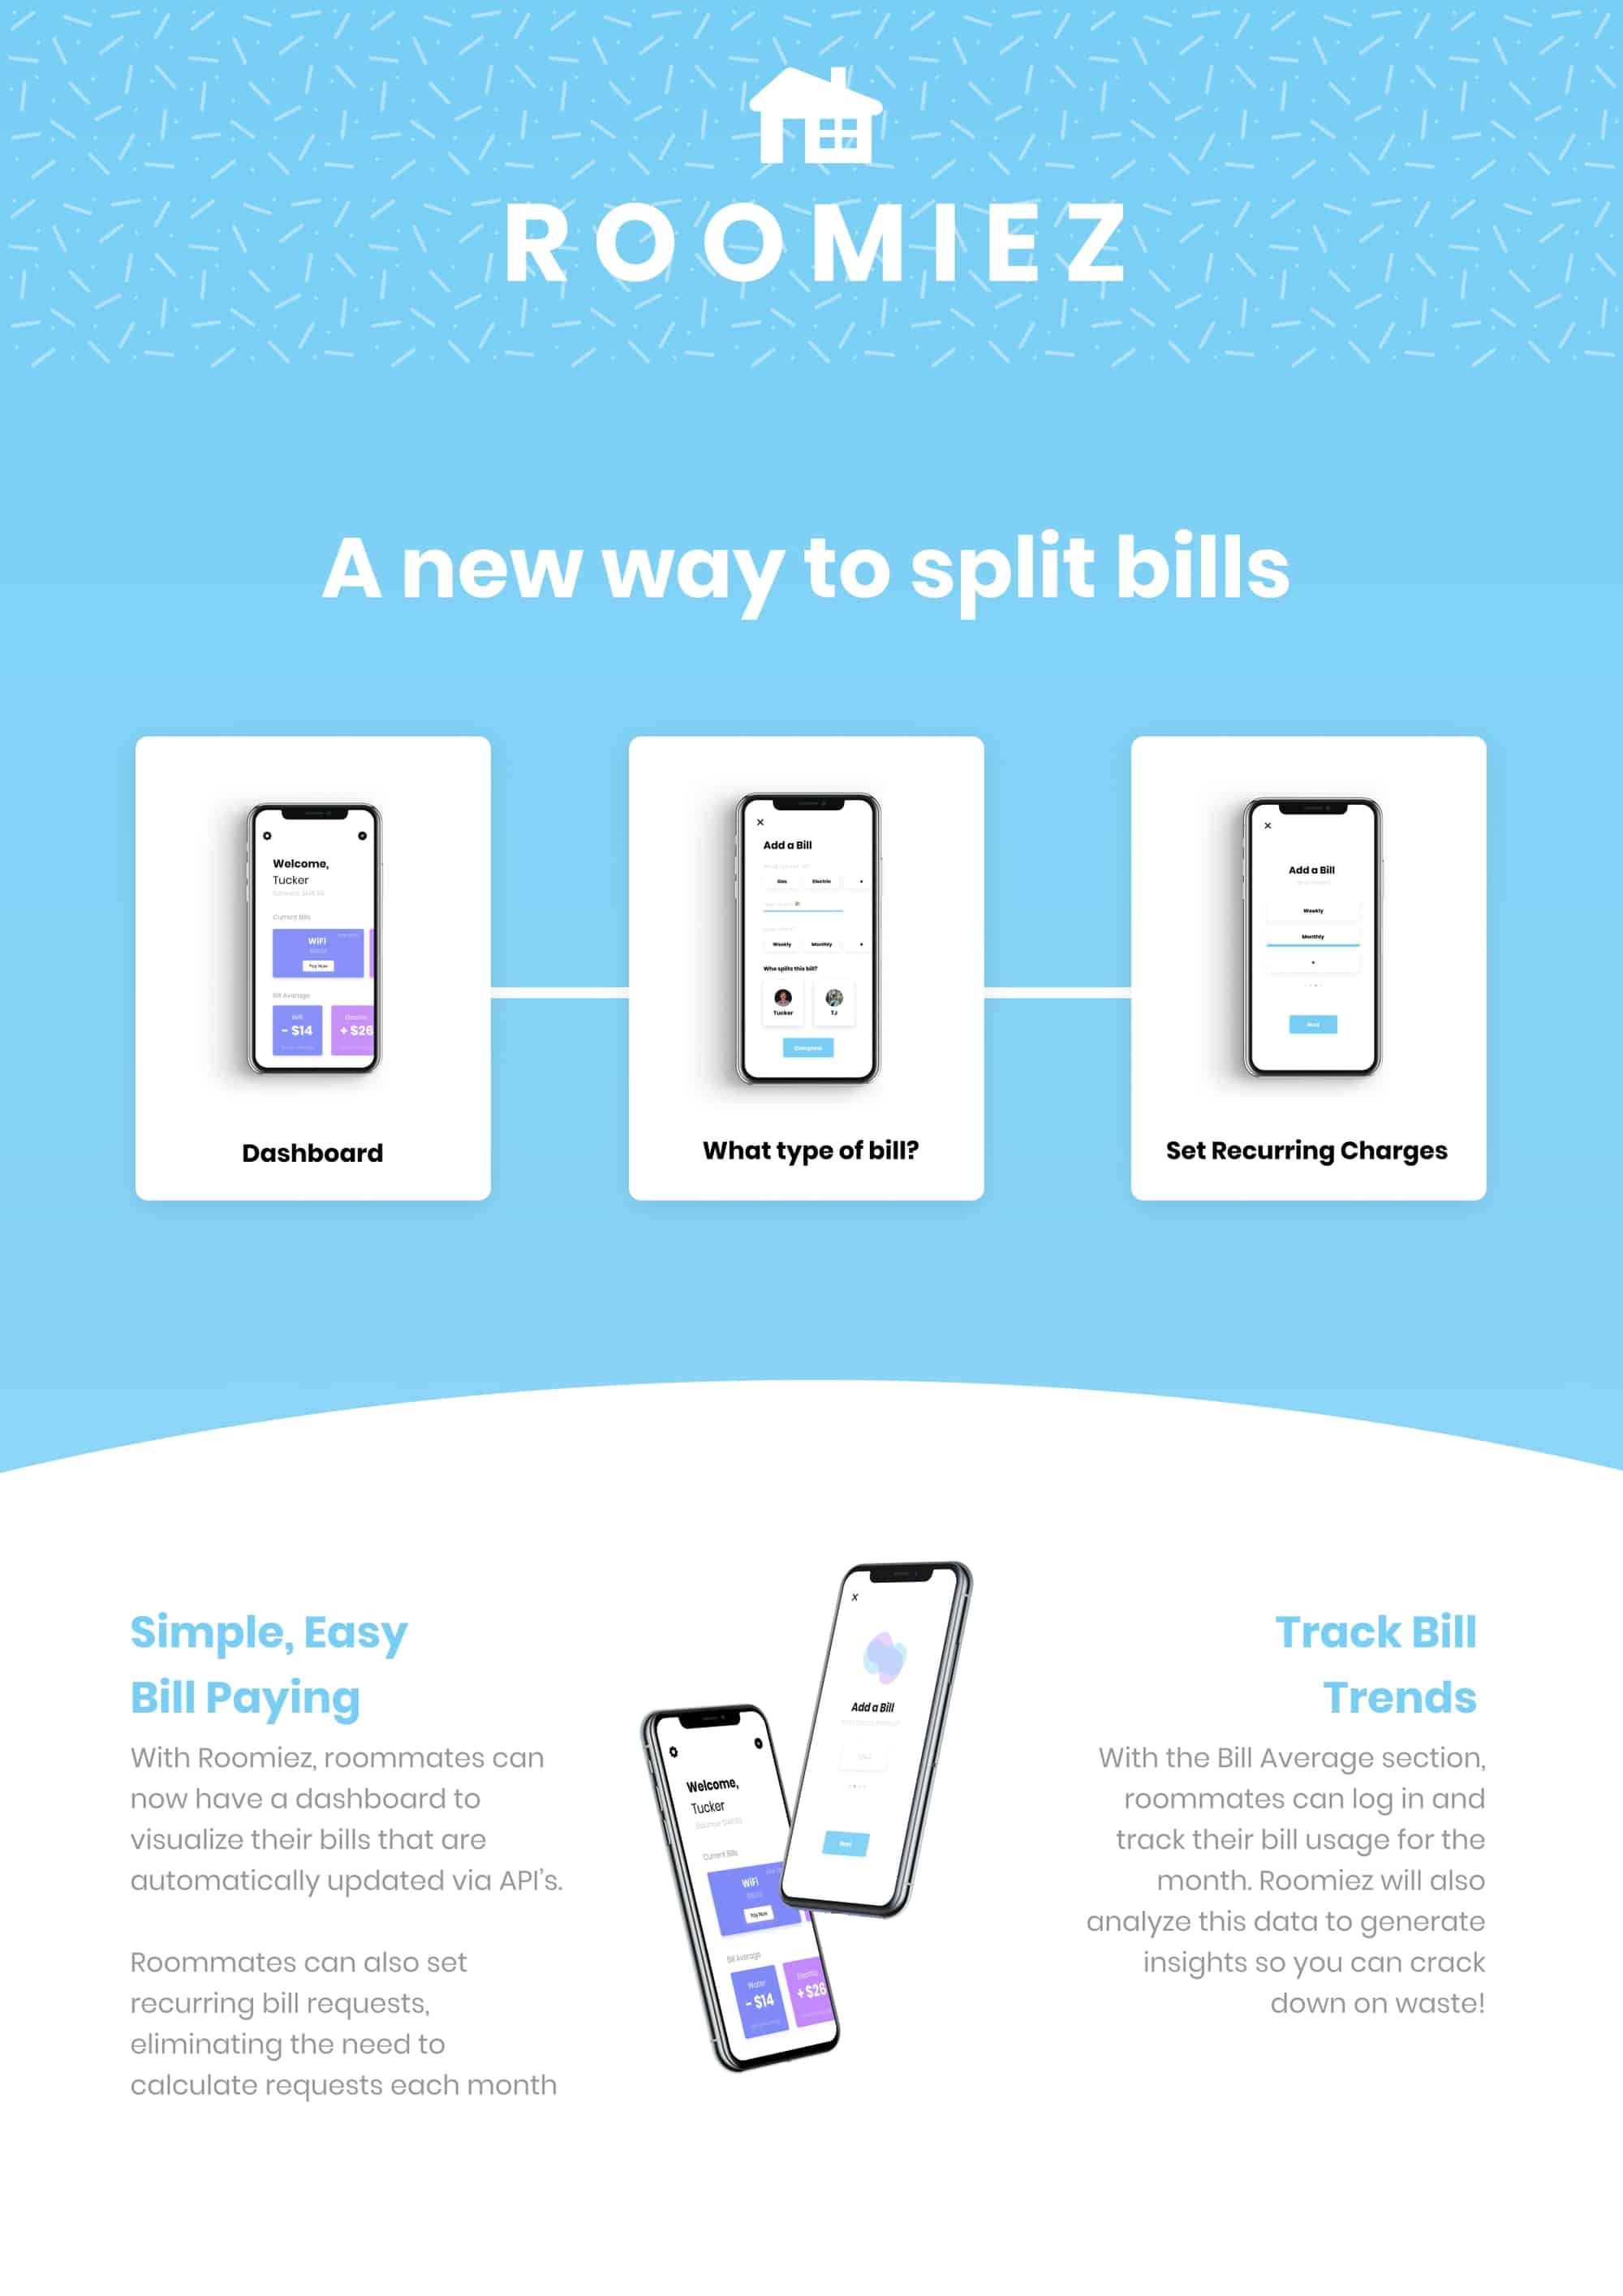 ROOMIEZ
A new way to split bills
Welcome,
Tucker
Current Bills
WiFi
Pay Now
Bill Average
Wifi
Electric
- $14
+ $26
Dashboard
Add a Bill
Gas
Electric
+
Weekly
Monthly
+
Who splits this bill?
Tucker
TJ
Complete
What type of bill?
Add a Bill
Weekly
Monthly
+
Next
Set Recurring Charges
Simple, Easy
Bill Paying
With Roomiez, roommates can
now have a dashboard to
visualize their bills that are
automatically updated via API's.
Roommates can also set
recurring bill requests,
eliminating the need to
calculate requests each month
Add a Bill
Next
Welcome,
Tucker
Current Bills
WiFi
Pay Now
Bill Average
Water
Electric
- $14
+ $26
Track Bill
Trends
With the Bill Average section,
roommates can log in and
track their bill usage for the
month. Roomiez will also
analyze this data to generate
insights so you can crack
down on waste!